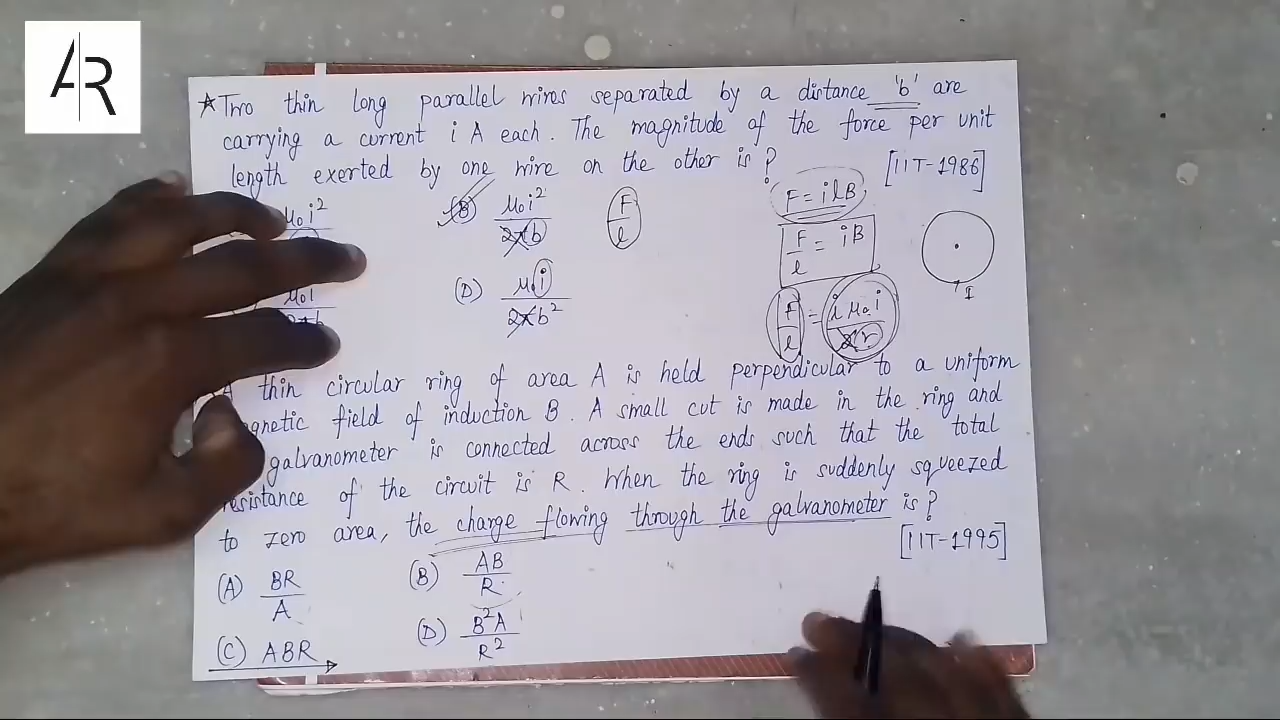 AR
★ Two thin long parallel wires separated by a distance 'b' are
carrying a current i A each. The magnitude of the force per unit
length exerted by one wire on the other is ?
[IIT-1986]
μ₀i²
(B) μ₀i² / 2πb
F/l
F = ilB
F/l = iB
I
μ₀i / 2πb
(D) μ₀i / 2πb²
F/l = i μ₀ i / 2 r
A thin circular ring of area A is held perpendicular to a uniform
field of induction B. A small cut is made in the ring and
galvanometer is connected across the ends such that the total
resistance of the circuit is R. When the ring is suddenly squeezed
to zero area, the charge flowing through the galvanometer is ?
[IIT-1995]
(A) BR / A
(B) AB / R
(C) ABR
(D) B²A / R²